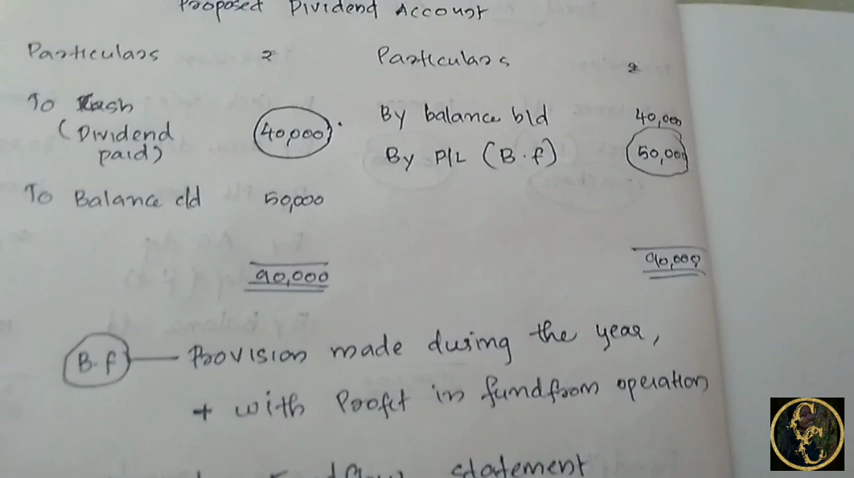 Proposed Dividend Account
Particulars ₹ Particulars ₹
To Cash 40,000 By balance b/d 40,000
(Dividend
paid)
By P/L (B.f) 50,000
To Balance c/d 50,000
90,000 90,000
B.f — Provision made during the year,
+ with Profit in fund from operation
statement